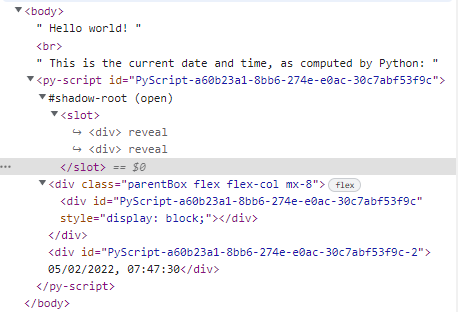 ▼<body>
" Hello world! "
<br>
" This is the current date and time, as computed by Python: "
▼<py-script id="PyScript-a60b23a1-8bb6-274e-e0ac-30c7abf53f9c">
▼#shadow-root (open)
▼<slot>
↪ <div> reveal
↪ <div> reveal
··· </slot> == $0
▼<div class="parentBox flex flex-col mx-8"> flex
<div id="PyScript-a60b23a1-8bb6-274e-e0ac-30c7abf53f9c"
style="display: block;"></div>
</div>
<div id="PyScript-a60b23a1-8bb6-274e-e0ac-30c7abf53f9c-2">
05/02/2022, 07:47:30</div>
</py-script>
</body>